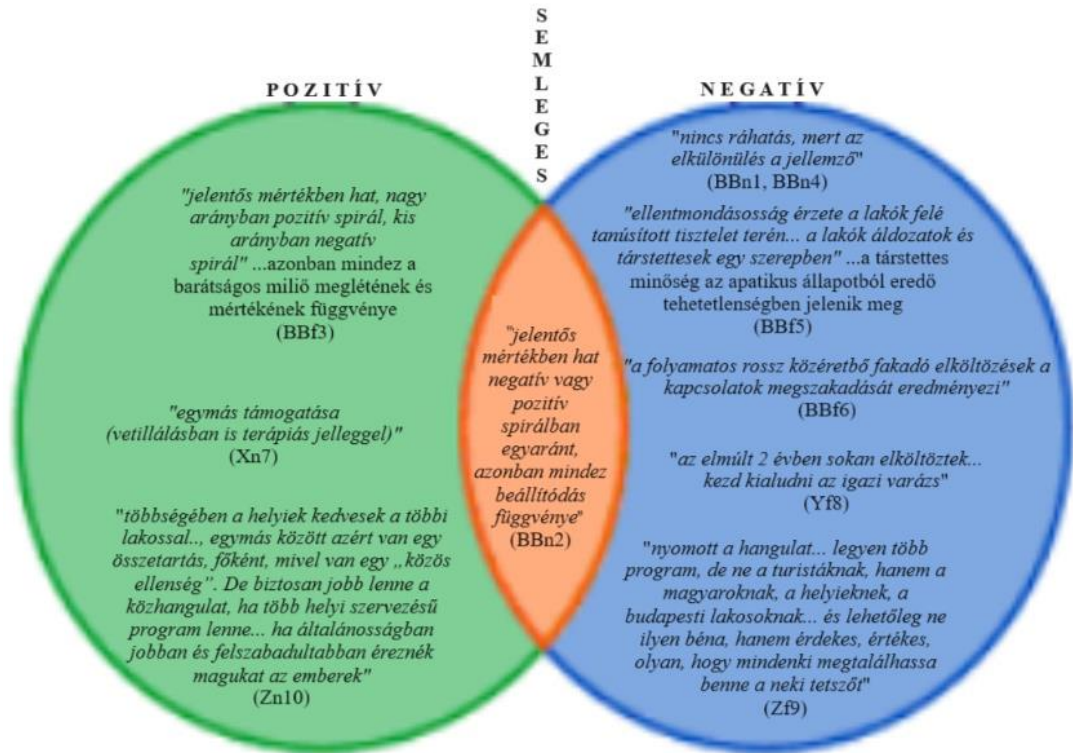 SEMLEGES
POZITÍV
NEGATÍV
"jelentős mértékben hat, nagy
arányban pozitív spirál, kis
arányban negatív
spirál" ...azonban mindez a
barátságos miliő meglétének és
mértékének függvénye
(BBf3)
"egymás támogatása
(vetillálásban is terápiás jelleggel)"
(Xn7)
"többségében a helyiek kedvesek a többi
lakossal.., egymás között azért van egy
összetartás, főként, mivel van egy „közös
ellenség”. De biztosan jobb lenne a
közhangulat, ha több helyi szervezésű
program lenne... ha általánosságban
jobban és felszabadultabban éreznék
magukat az emberek"
(Zn10)
"jelentős
mértékben hat
negatív vagy
pozitív
spirálban
egyaránt,
azonban mindez
beállítódás
függvénye"
(BBn2)
"nincs ráhatás, mert az
elkülönülés a jellemző"
(BBn1, BBn4)
"ellentmondásosság érzete a lakók felé
tanúsított tisztelet terén... a lakók áldozatok és
társtettesek egy szerepben" ...a társtettes
minőség az apatikus állapotból eredő
tehetetlenségben jelenik meg
(BBf5)
"a folyamatos rossz közéretbő fakadó elköltözések a
kapcsolatok megszakadását eredményezi"
(BBf6)
"az elmúlt 2 évben sokan elköltöztek...
kezd kialudni az igazi varázs"
(Yf8)
"nyomott a hangulat... legyen több
program, de ne a turistáknak, hanem a
magyaroknak, a helyieknek, a
budapesti lakosoknak... és lehetőleg ne
ilyen béna, hanem érdekes, értékes,
olyan, hogy mindenki megtalálhassa
benne a neki tetszőt"
(Zf9)